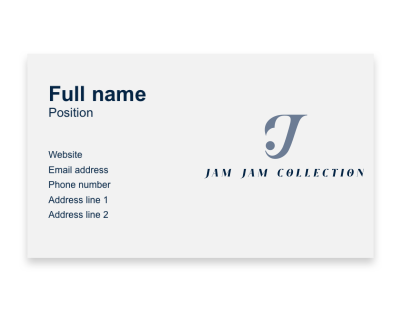 Full name
Position
Website
Email address
Phone number
Address line 1
Address line 2
J
JAM JAM COLLECTION